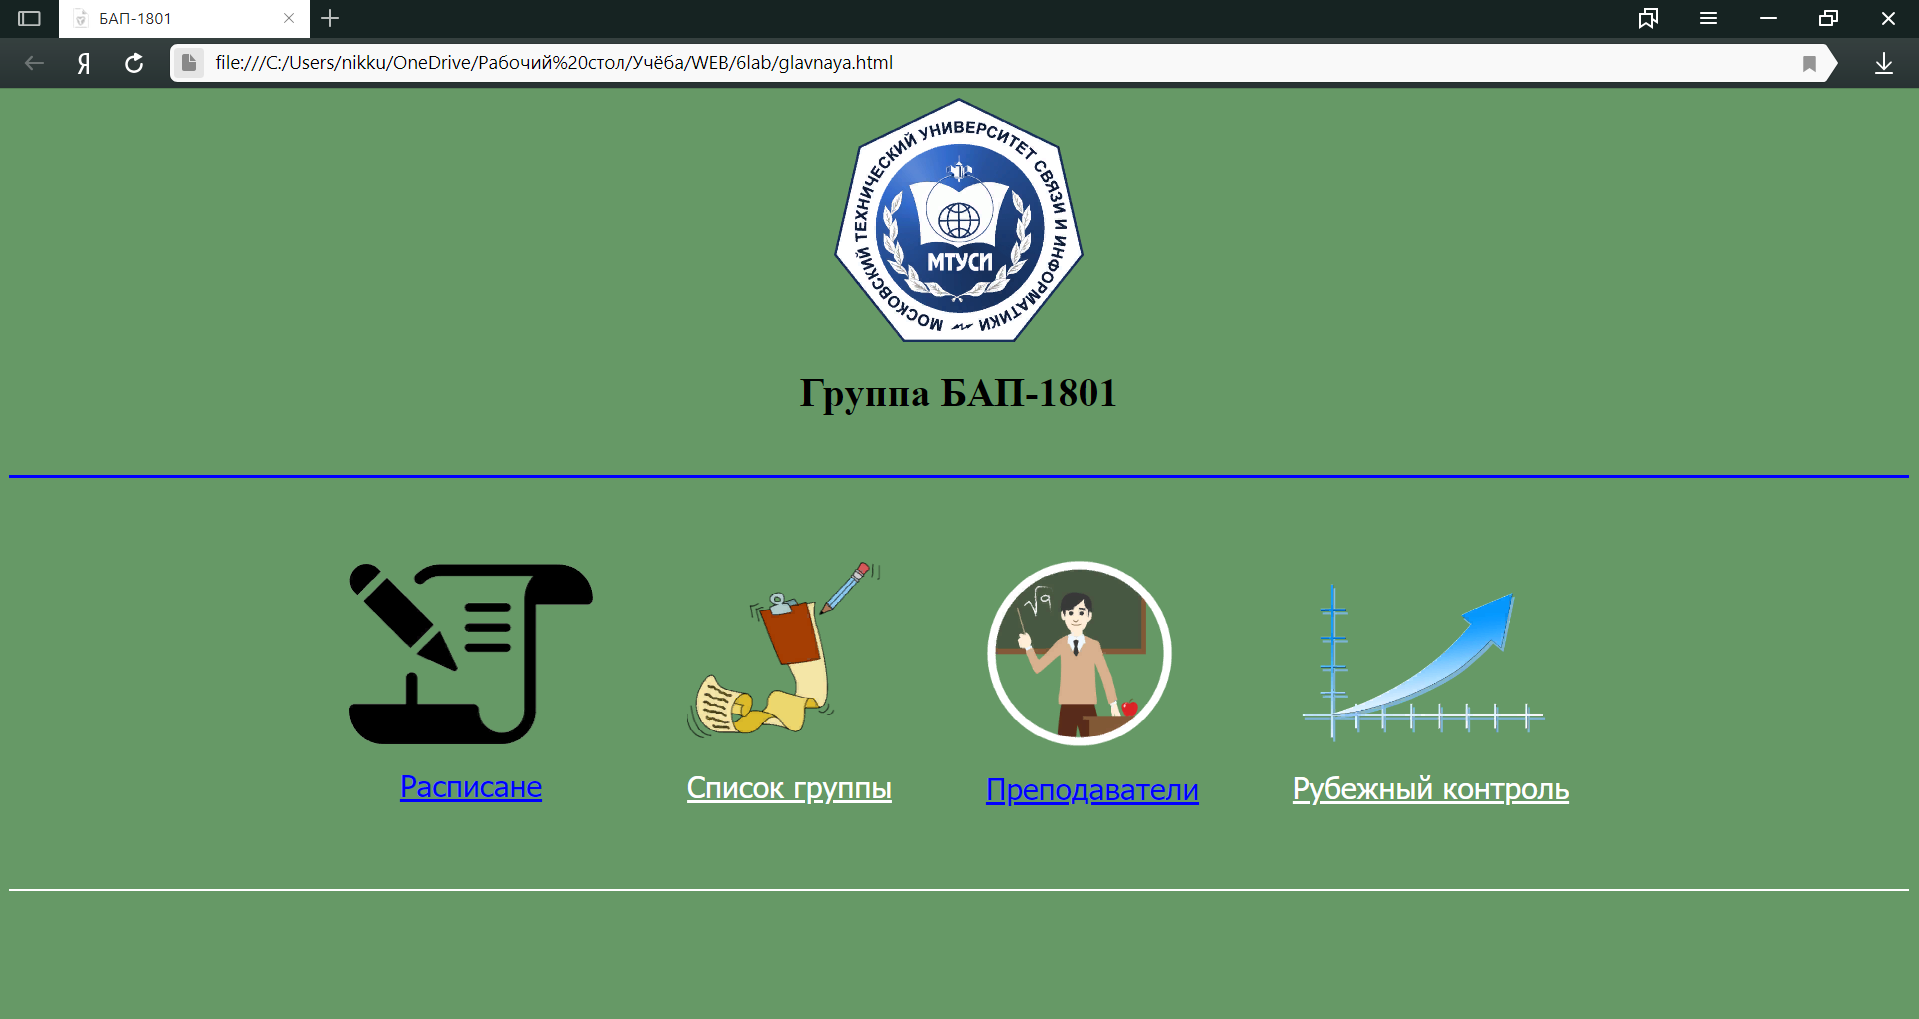 БАП-1801
Я
file:///C:/Users/nikku/OneDrive/Рабочий%20стол/Учёба/WEB/6lab/glavnaya.html
МОСКОВСКИЙ ТЕХНИЧЕСКИЙ УНИВЕРСИТЕТ СВЯЗИ И ИНФОРМАТИКИ
МТУСИ
Группа БАП-1801
√9
Расписане
Список группы
Преподаватели
Рубежный контроль